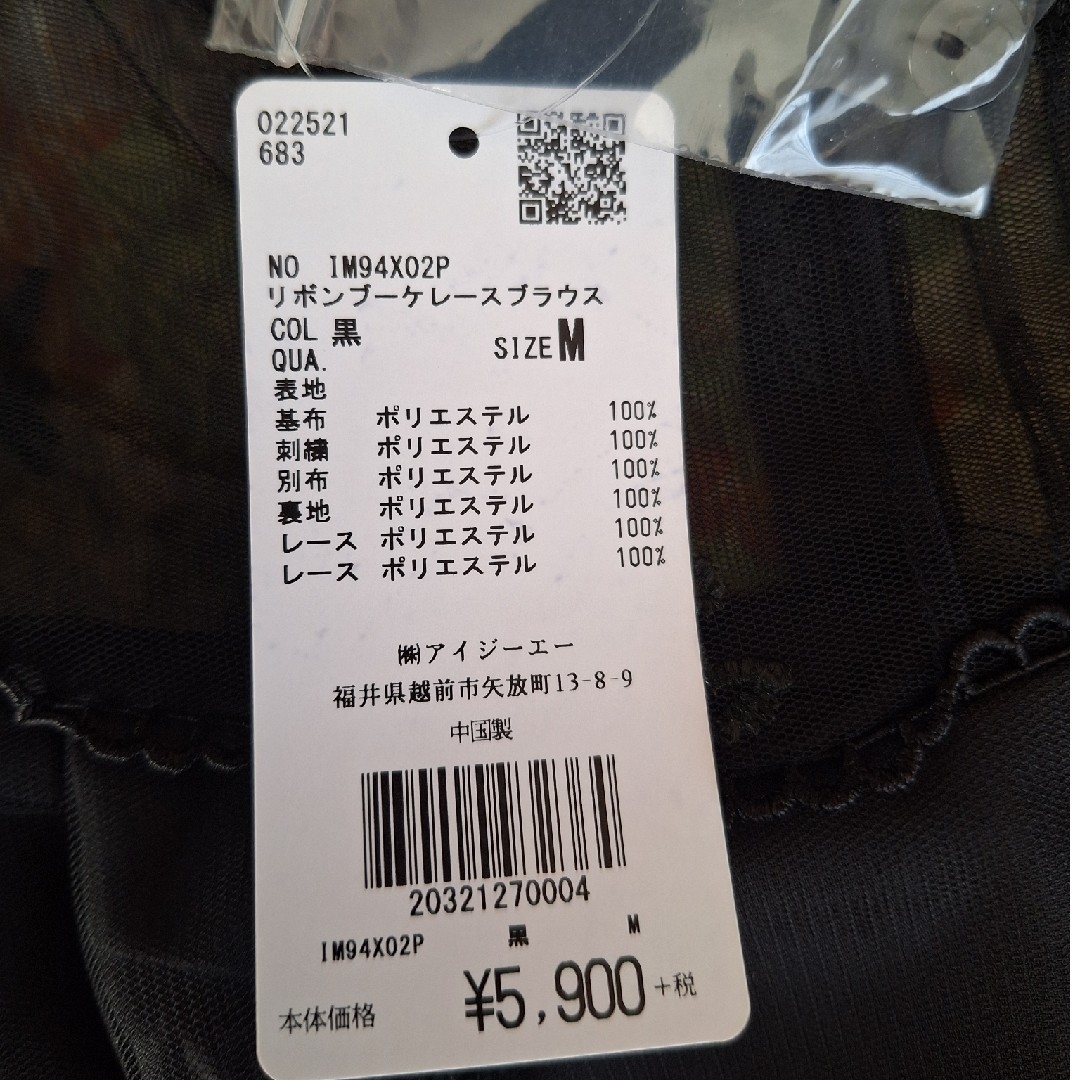 022521
683
NO IM94X02P
リボンブーケレースブラウス
COL 黒 SIZE M
QUA.
表地
基布 ポリエステル 100%
刺繍 ポリエステル 100%
別布 ポリエステル 100%
裏地 ポリエステル 100%
レース ポリエステル 100%
レース ポリエステル 100%
㈱アイジーエー
福井県越前市矢放町13-8-9
中国製
20321270004
IM94X02P 黒 M
本体価格 ¥5,900+税